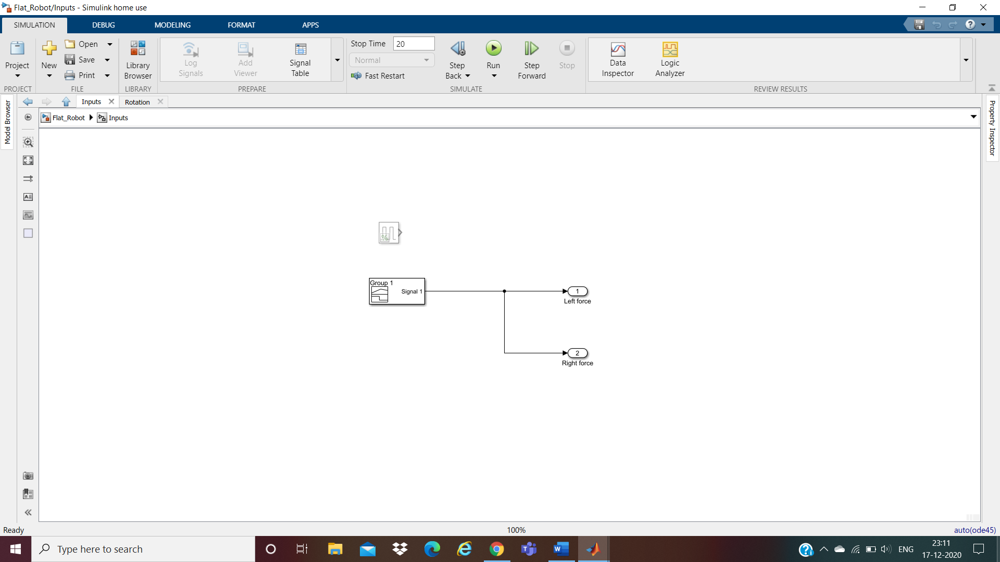 Flat_Robot/Inputs - Simulink home use
SIMULATION DEBUG MODELING FORMAT APPS
Project
PROJECT
New
Open
Save
Print
FILE
Library
Browser
LIBRARY
Log
Signals
Add
Viewer
Signal
Table
PREPARE
Stop Time 20
Normal
Fast Restart
Step
Back
Run
Step
Forward
Stop
SIMULATE
Data
Inspector
Logic
Analyzer
REVIEW RESULTS
Model Browser
Inputs
Rotation
Flat_Robot Inputs
Property Inspector
Group 1
Signal 1
1
Left force
2
Right force
Ready
100%
auto(ode45)
Type here to search
ENG
23:11
17-12-2020